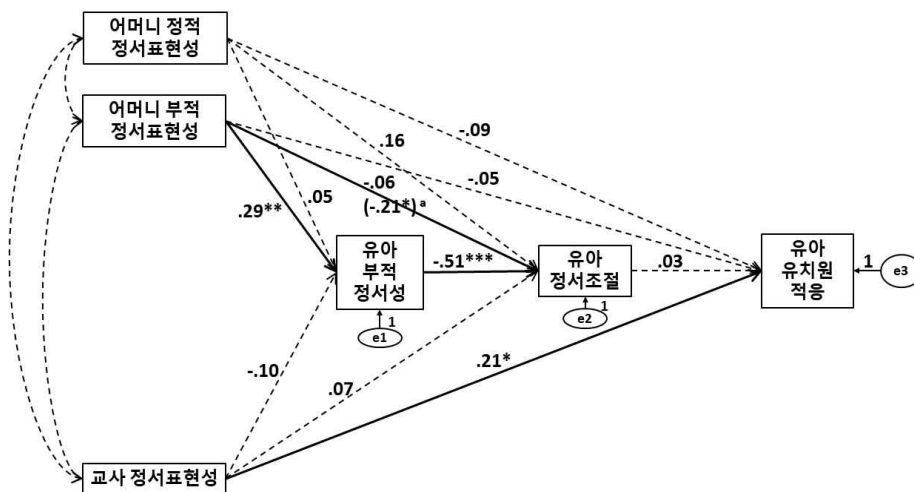 어머니 정적
정서표현성
어머니 부적
정서표현성
-.09
.16
-.05
-.06
(-.21*)ᵃ
.05
.29**
유아
부적
정서성
-.51***
유아
정서조절
.03
유아
유치원
적응
1
e3
1
e1
1
e2
-.10
.07
.21*
교사 정서표현성